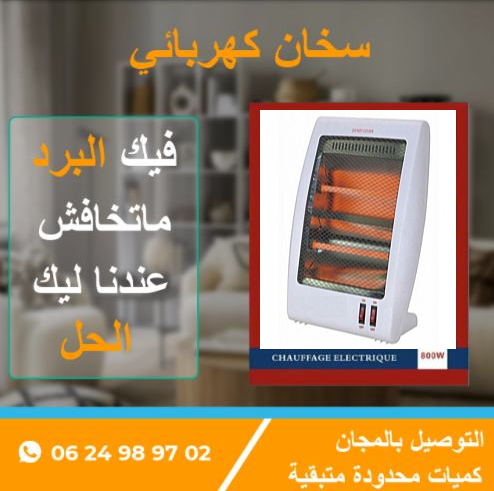 سخان كهربائي
فيك البرد
ماتخافش
عندنا ليك
الحل
CHAUFFAGE ELECTRIQUE
800W
التوصيل بالمجان
كميات محدودة متبقية
06 24 98 97 02